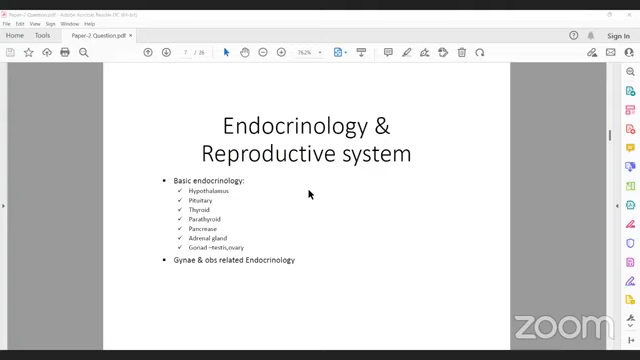 Paper-2 Question.pdf - Adobe Acrobat Reader DC (64-bit)
File Edit View Sign Window Help
Home Tools Paper-2 Question.pdf × Sign In
7 / 26 76.2%
Endocrinology &
Reproductive system
• Basic endocrinology:
✓ Hypothalamus
✓ Pituitary
✓ Thyroid
✓ Parathyroid
✓ Pancrease
✓ Adrenal gland
✓ Gonad –testis,ovary
• Gynae & obs related Endocrinology
zoom